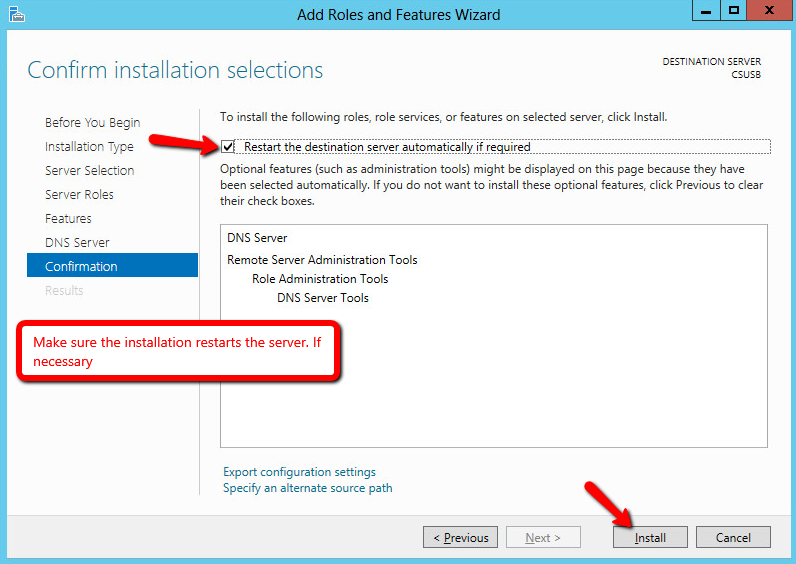 Add Roles and Features Wizard
Confirm installation selections
DESTINATION SERVER
CSUSB
Before You Begin
Installation Type
Server Selection
Server Roles
Features
DNS Server
Confirmation
Results
To install the following roles, role services, or features on selected server, click Install.
Restart the destination server automatically if required
Optional features (such as administration tools) might be displayed on this page because they have
been selected automatically. If you do not want to install these optional features, click Previous to clear
their check boxes.
DNS Server
Remote Server Administration Tools
Role Administration Tools
DNS Server Tools
Make sure the installation restarts the server. If
necessary
Export configuration settings
Specify an alternate source path
< Previous
Next >
Install
Cancel